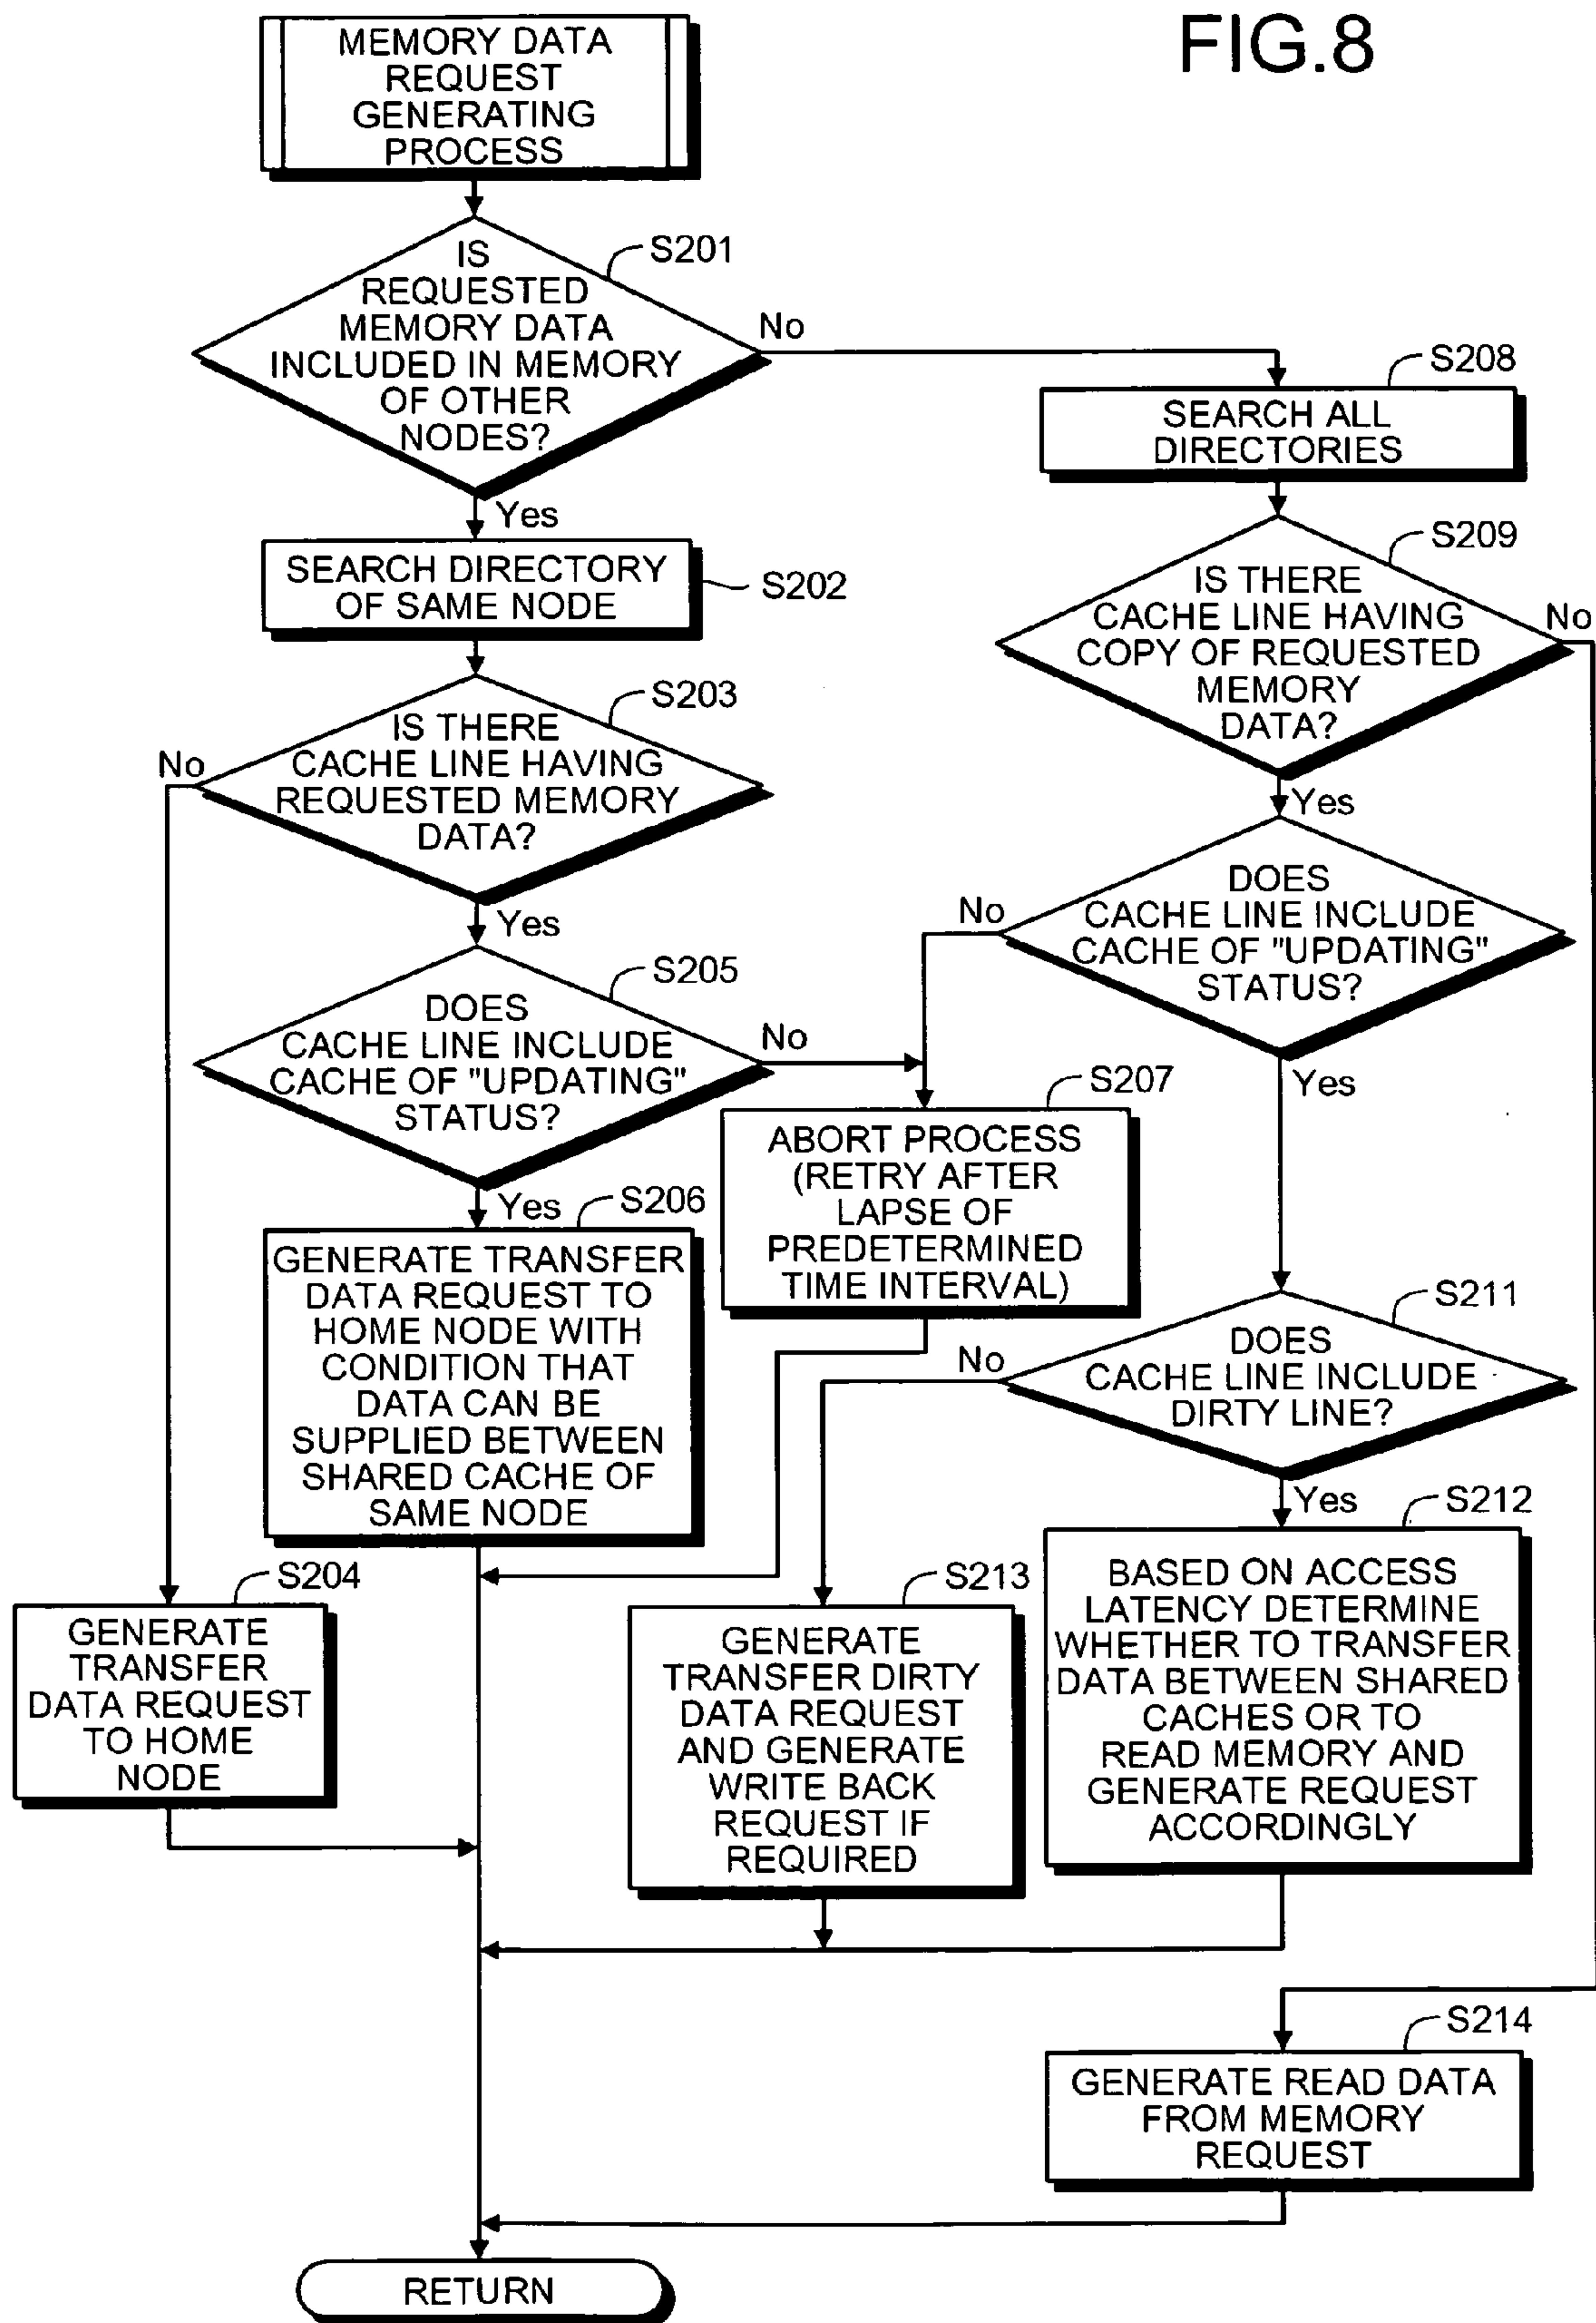 FIG.8
MEMORY DATA
REQUEST
GENERATING
PROCESS
S201
IS
REQUESTED
MEMORY DATA
INCLUDED IN MEMORY
OF OTHER
NODES?
No
Yes
S208
SEARCH ALL
DIRECTORIES
SEARCH DIRECTORY
OF SAME NODE
S202
S209
IS THERE
CACHE LINE HAVING
COPY OF REQUESTED
MEMORY
DATA?
No
Yes
S203
IS THERE
CACHE LINE HAVING
REQUESTED MEMORY
DATA?
No
Yes
DOES
CACHE LINE INCLUDE
CACHE OF "UPDATING"
STATUS?
No
Yes
S205
DOES
CACHE LINE INCLUDE
CACHE OF "UPDATING"
STATUS?
No
Yes
S207
ABORT PROCESS
(RETRY AFTER
LAPSE OF
PREDETERMINED
TIME INTERVAL)
S206
GENERATE TRANSFER
DATA REQUEST TO
HOME NODE WITH
CONDITION THAT
DATA CAN BE
SUPPLIED BETWEEN
SHARED CACHE OF
SAME NODE
S211
DOES
CACHE LINE INCLUDE
DIRTY LINE?
No
Yes
S204
GENERATE
TRANSFER
DATA REQUEST
TO HOME
NODE
S213
GENERATE
TRANSFER DIRTY
DATA REQUEST
AND GENERATE
WRITE BACK
REQUEST IF
REQUIRED
S212
BASED ON ACCESS
LATENCY DETERMINE
WHETHER TO TRANSFER
DATA BETWEEN SHARED
CACHES OR TO
READ MEMORY AND
GENERATE REQUEST
ACCORDINGLY
S214
GENERATE READ DATA
FROM MEMORY
REQUEST
RETURN